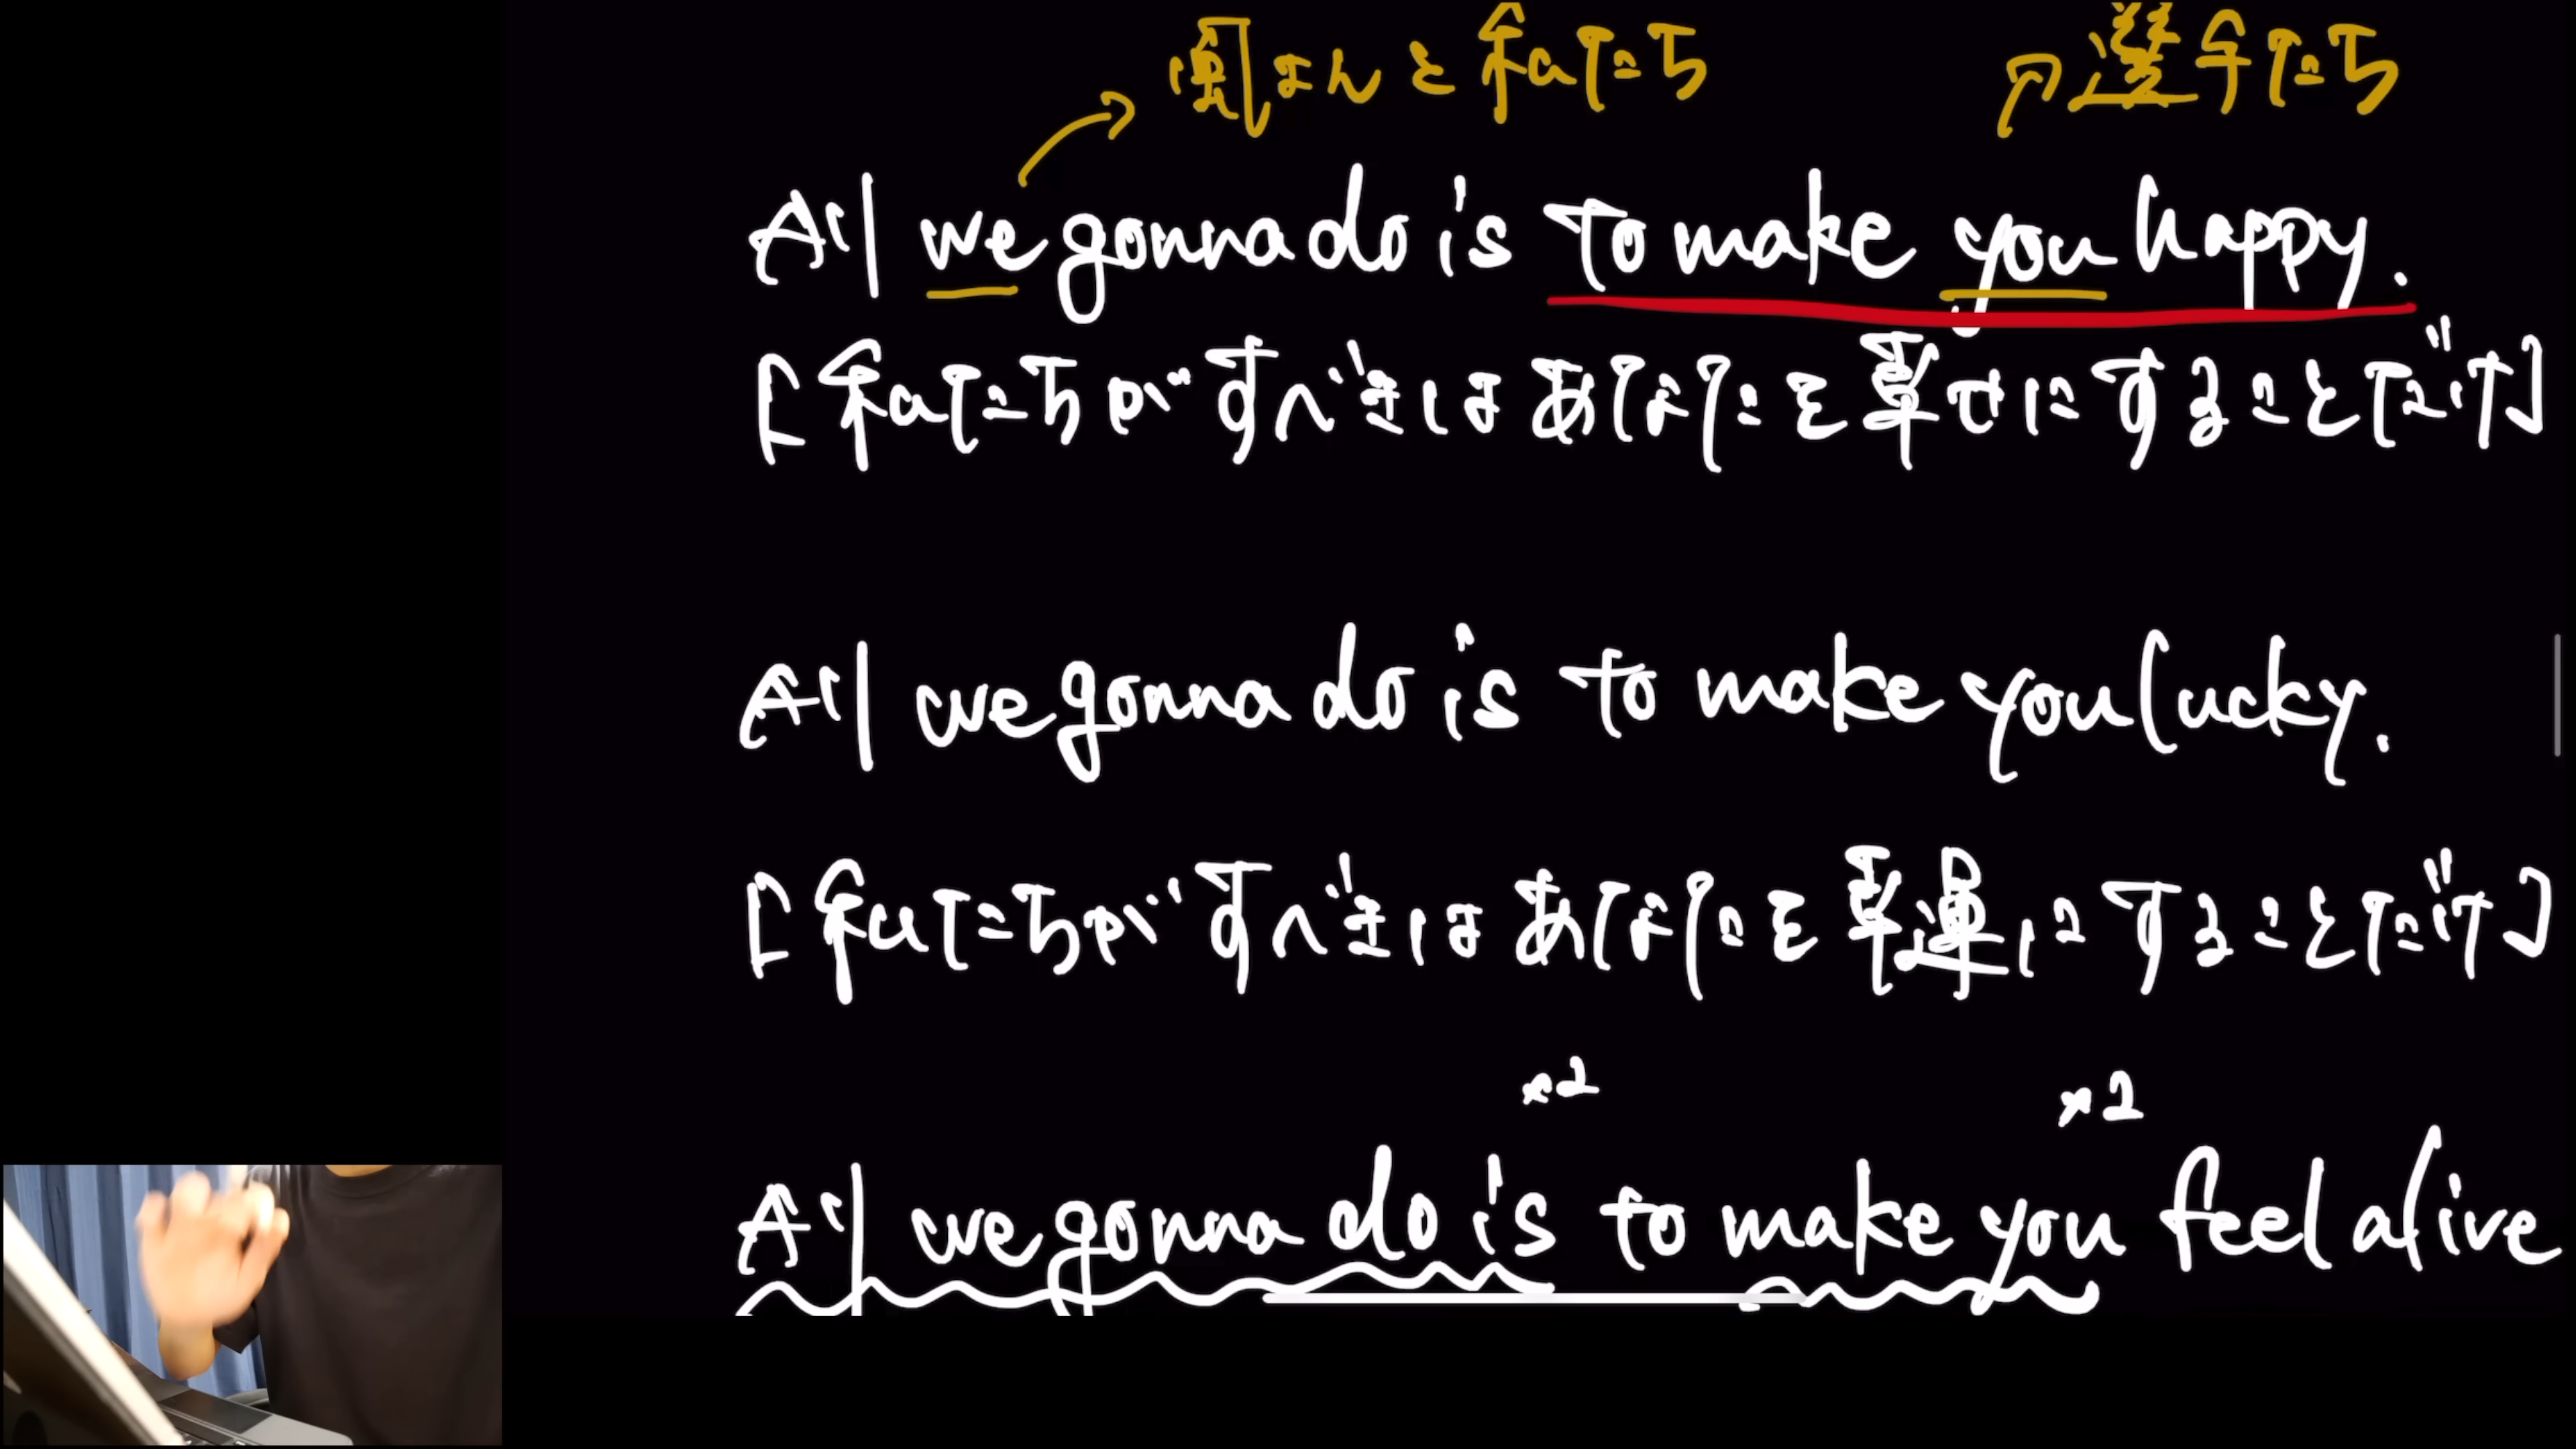 嵐さんと私たち
選手たち
All we gonna do is to make you happy.
[私たちがすべきはあなたを幸せにすることだけ]
All we gonna do is to make you lucky.
[私たちがすべきはあなたを幸運にすることだけ]
×2 ×2
All we gonna do is to make you feel alive